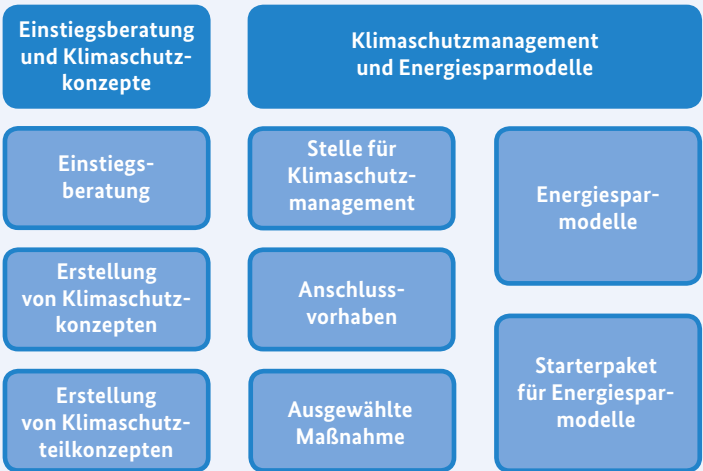 Einstiegsberatung
und Klimaschutz-
konzepte
Klimaschutzmanagement
und Energiesparmodelle
Einstiegs-
beratung
Erstellung
von Klimaschutz-
konzepten
Erstellung
von Klimaschutz-
teilkonzepten
Stelle für
Klimaschutz-
management
Anschluss-
vorhaben
Ausgewählte
Maßnahme
Energiespar-
modelle
Starterpaket
für Energiespar-
modelle